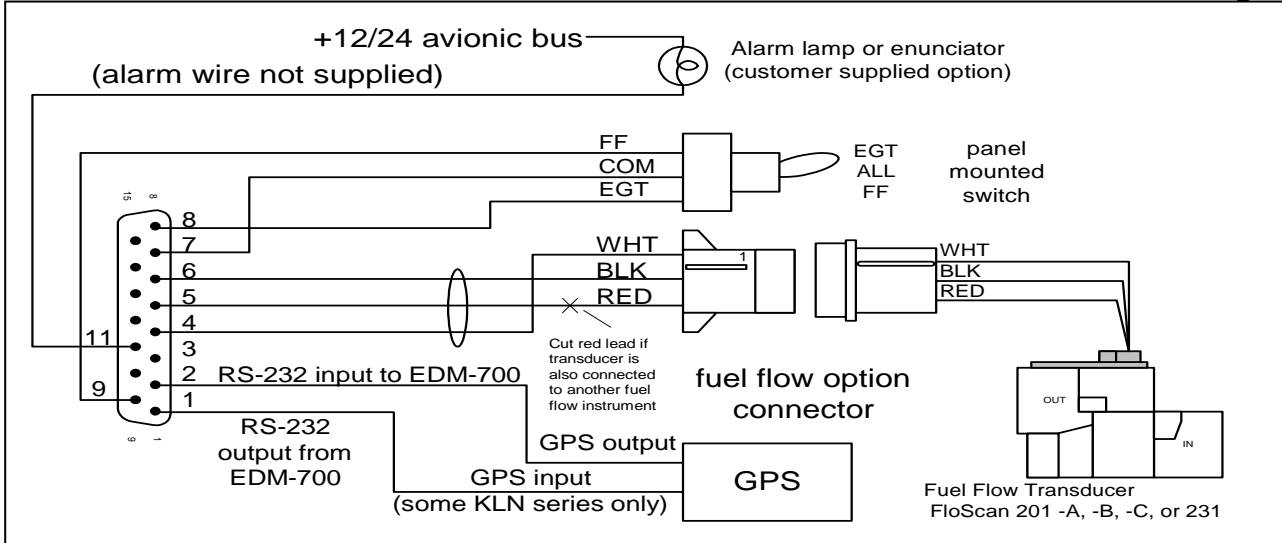 +12/24 avionic bus
(alarm wire not supplied)
Alarm lamp or enunciator
(customer supplied option)
FF
COM
EGT
EGT
ALL
FF
panel
mounted
switch
15
8
8
7
6
5
4
3
2
1
11
9
9
1
WHT
BLK
RED
1
WHT
BLK
RED
Cut red lead if
transducer is
also connected
to another fuel
flow instrument
fuel flow option
connector
RS-232 input to EDM-700
RS-232
output from
EDM-700
GPS output
GPS input
(some KLN series only)
GPS
OUT
IN
Fuel Flow Transducer
FloScan 201 -A, -B, -C, or 231